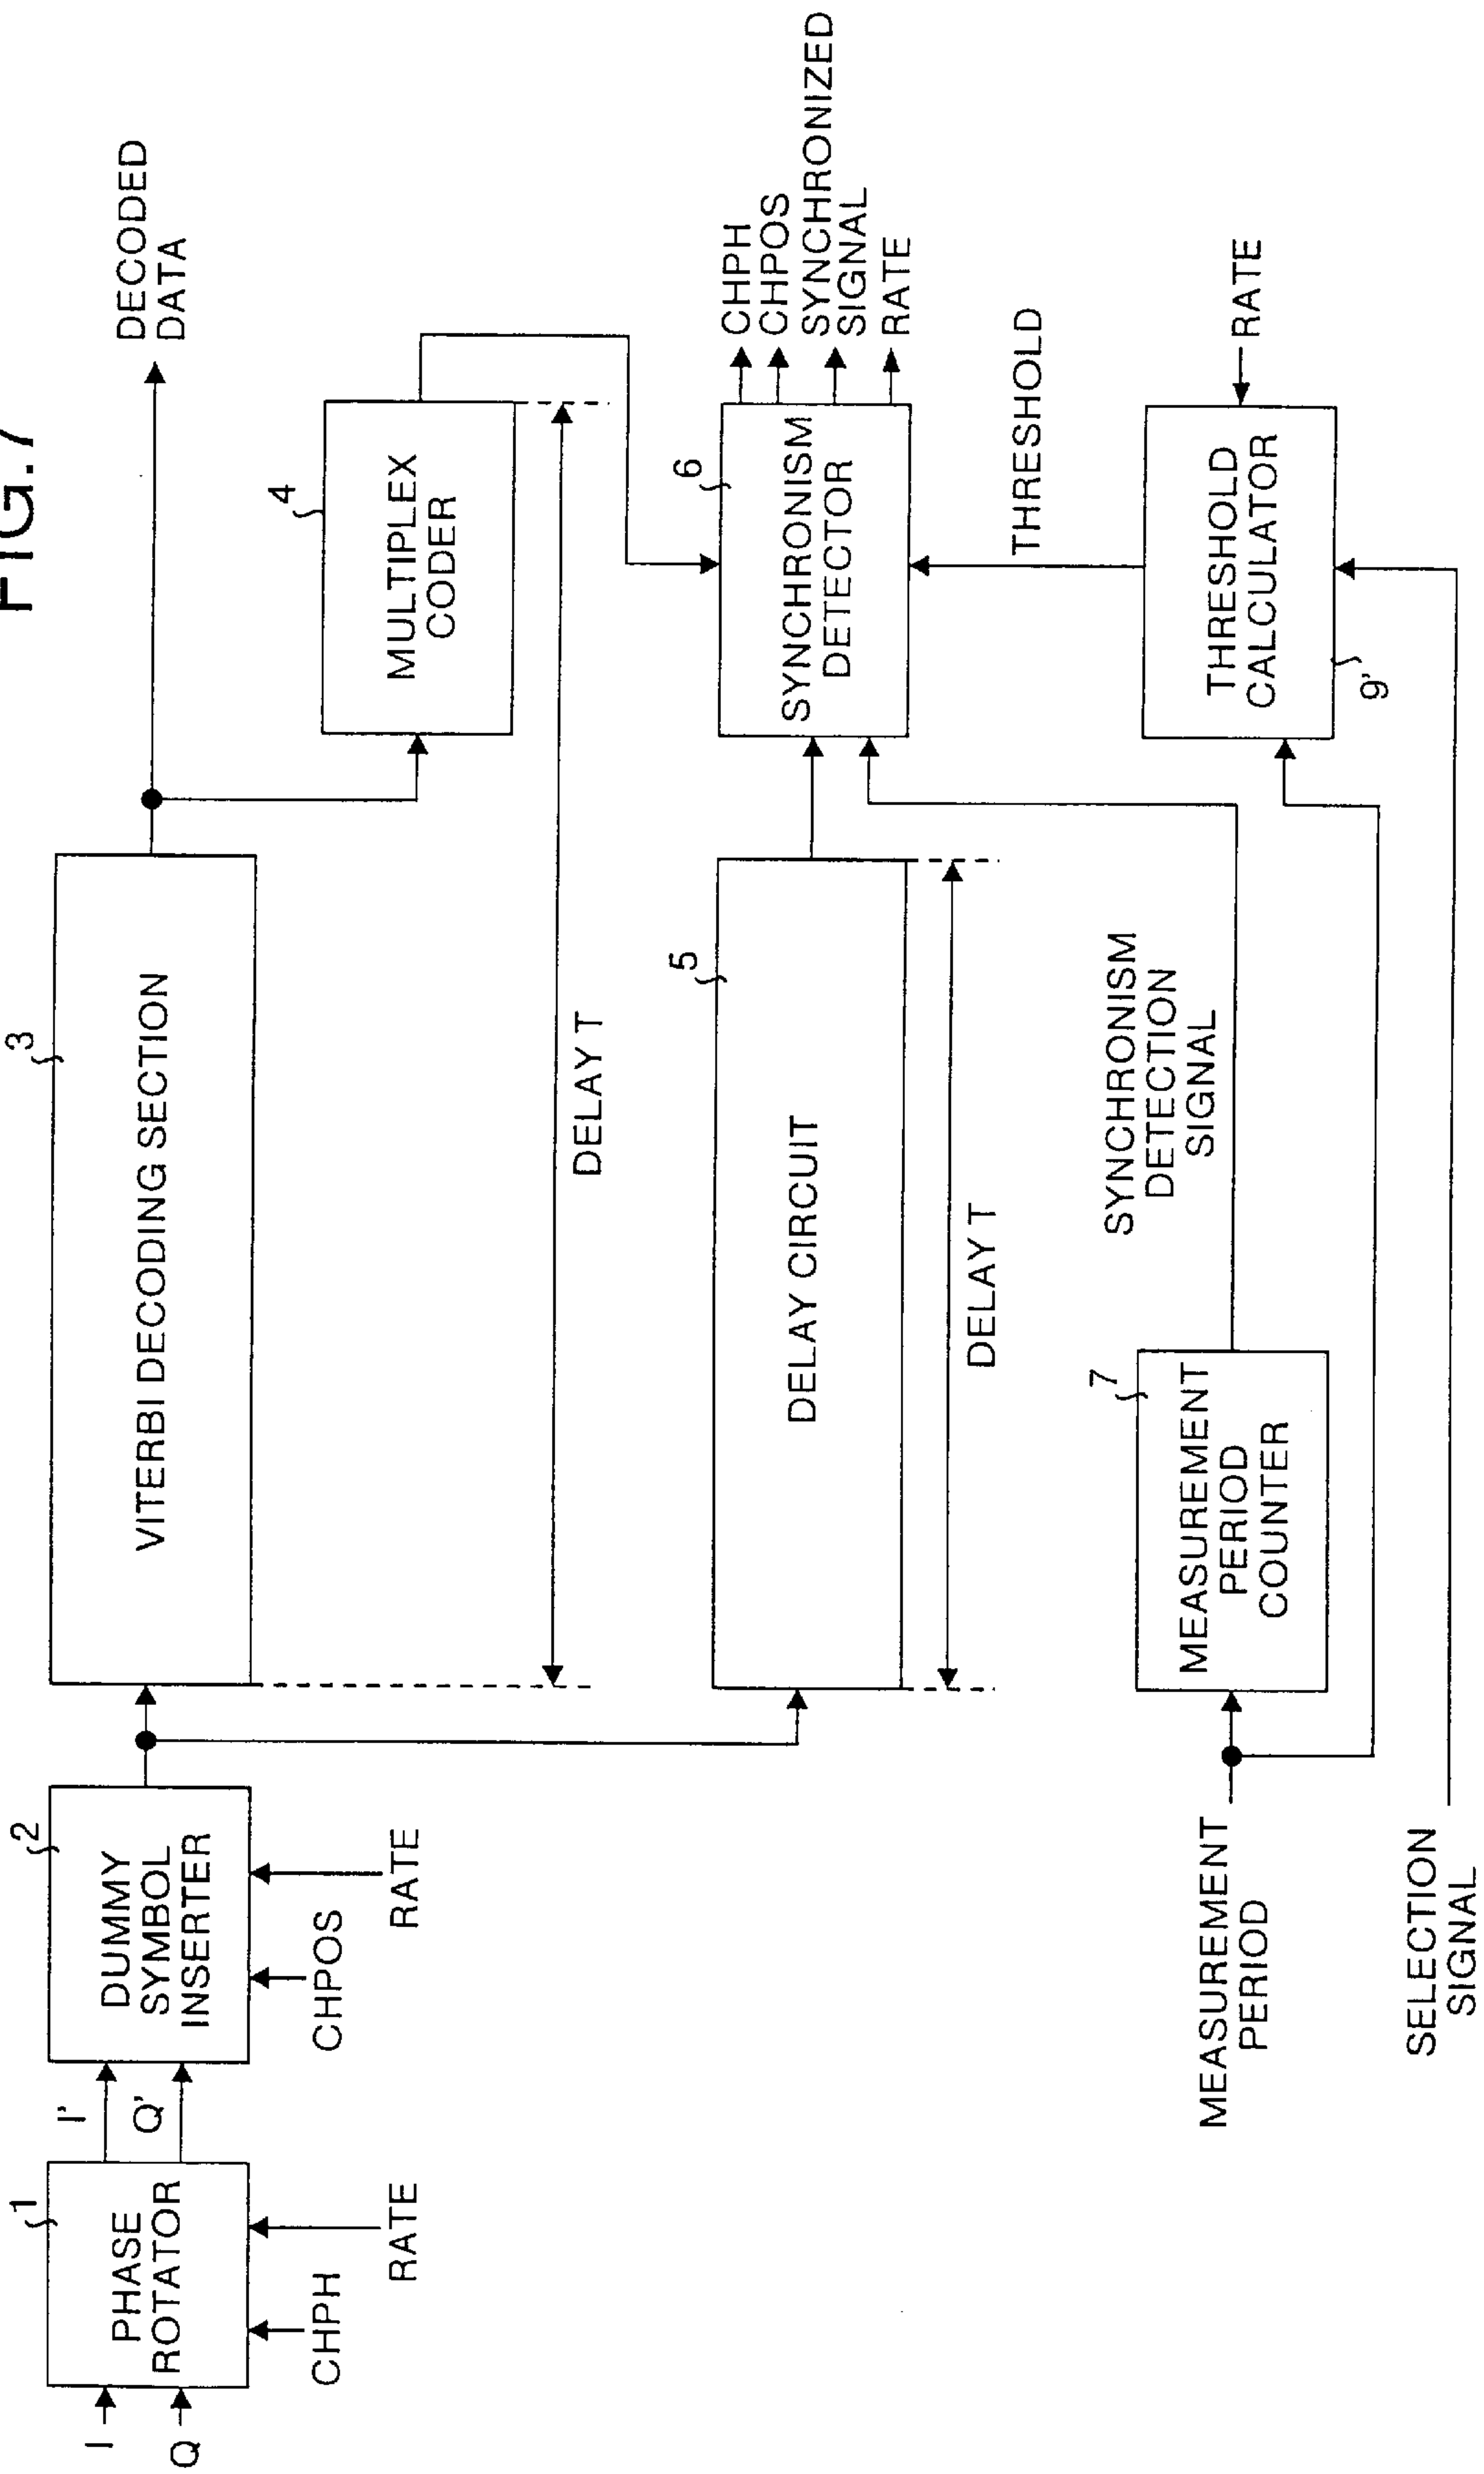 FIG.7
I
Q
1
PHASE
ROTATOR
CHPH
RATE
I'
Q'
2
DUMMY
SYMBOL
INSERTER
CHPOS
RATE
3
VITERBI DECODING SECTION
DECODED
DATA
4
MULTIPLEX
CODER
DELAY T
5
DELAY CIRCUIT
DELAY T
6
SYNCHRONISM
DETECTOR
CHPH
CHPOS
SYNCHRONIZED
SIGNAL
RATE
THRESHOLD
MEASUREMENT
PERIOD
7
MEASUREMENT
PERIOD
COUNTER
SYNCHRONISM
DETECTION
SIGNAL
THRESHOLD
CALCULATOR
9'
RATE
SELECTION
SIGNAL